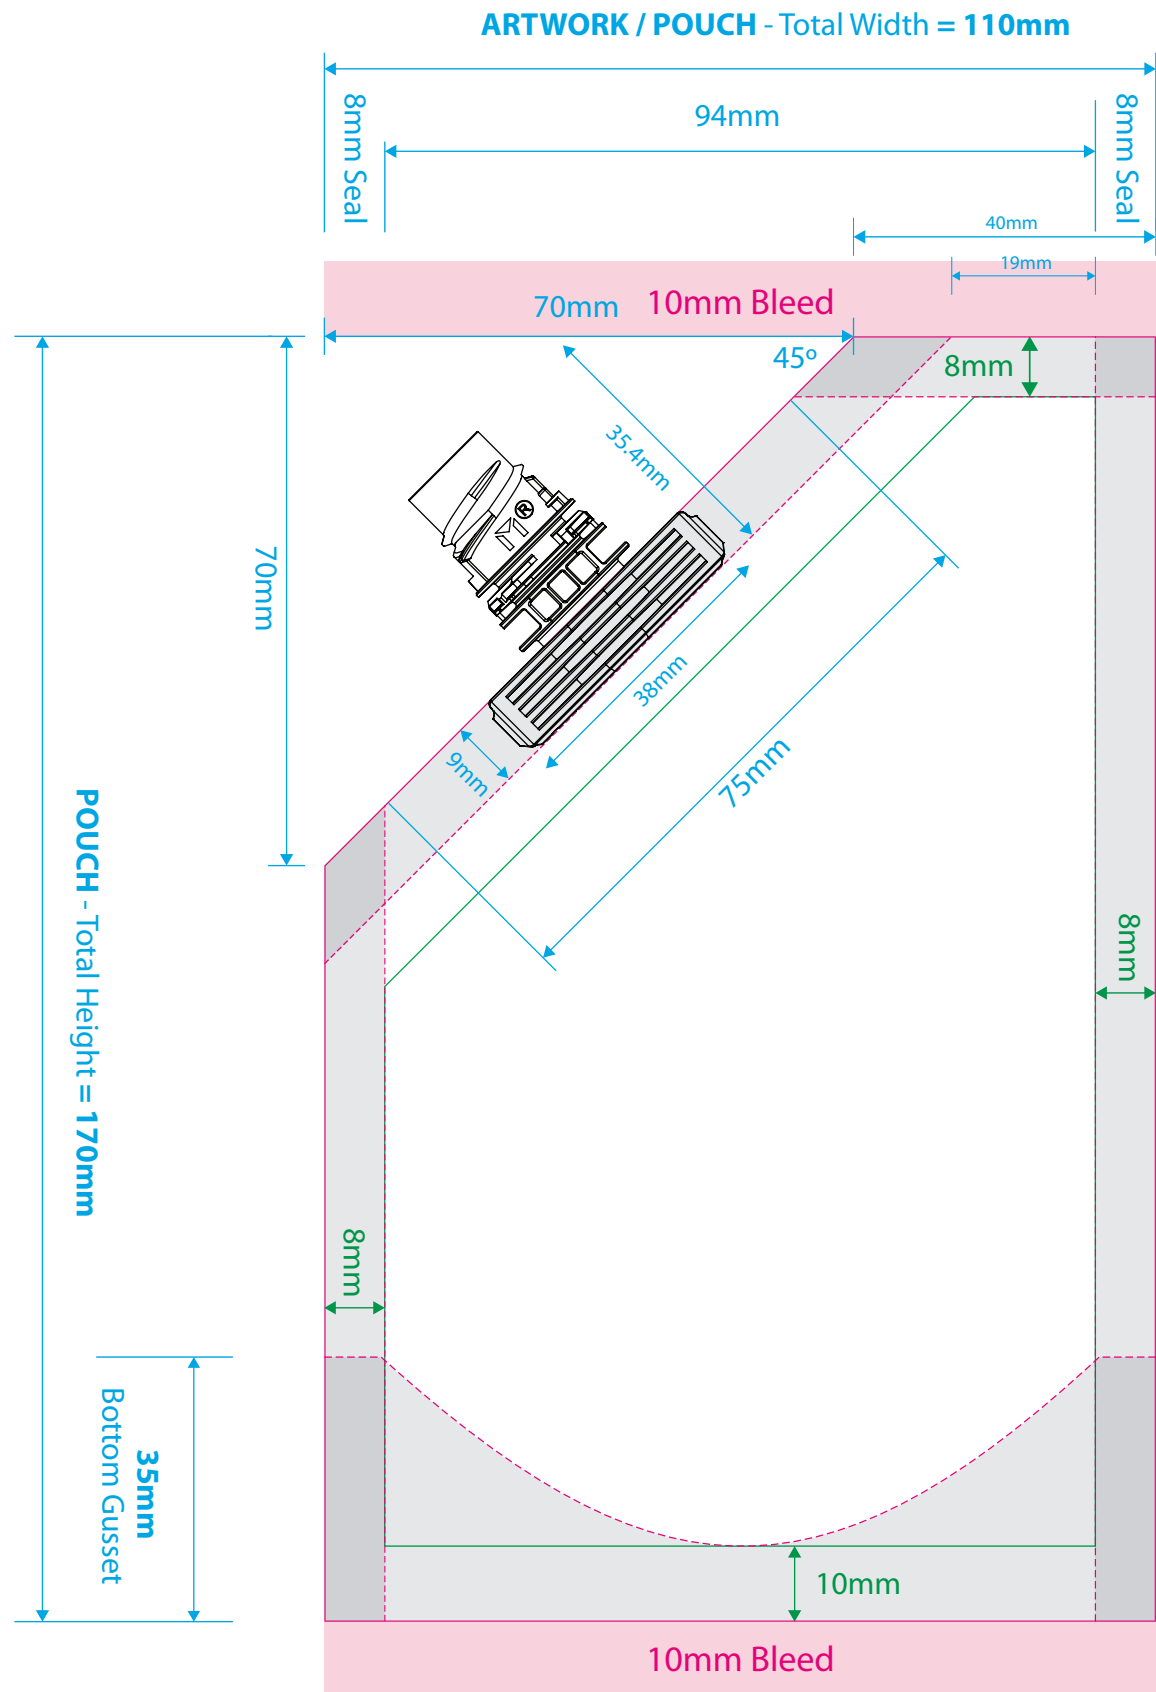 ARTWORK / POUCH - Total Width = 110mm
8mm Seal
94mm
8mm Seal
40mm
19mm
10mm Bleed
70mm
45º
8mm
35.4mm
®
70mm
38mm
9mm
75mm
POUCH - Total Height = 170mm
8mm
8mm
35mm
Bottom Gusset
10mm
10mm Bleed